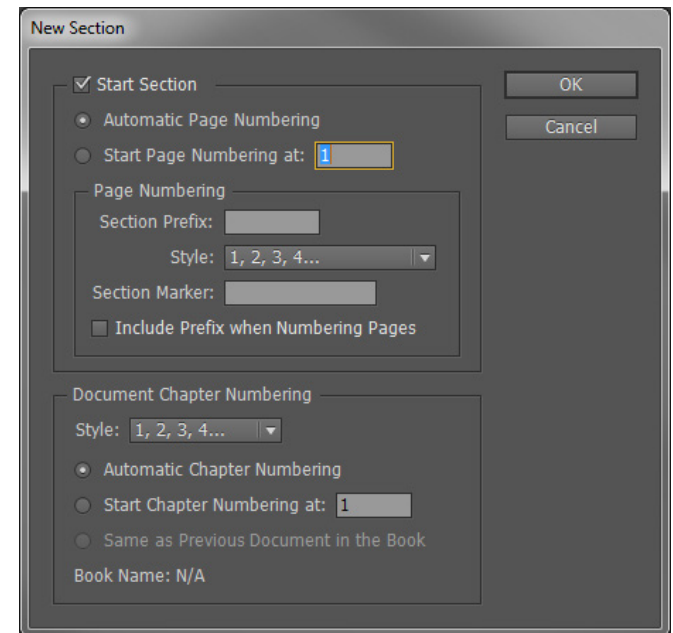 New Section
Start Section
OK
Automatic Page Numbering
Cancel
Start Page Numbering at: 1
Page Numbering
Section Prefix:
Style: 1, 2, 3, 4...
Section Marker:
Include Prefix when Numbering Pages
Document Chapter Numbering
Style: 1, 2, 3, 4...
Automatic Chapter Numbering
Start Chapter Numbering at: 1
Same as Previous Document in the Book
Book Name: N/A